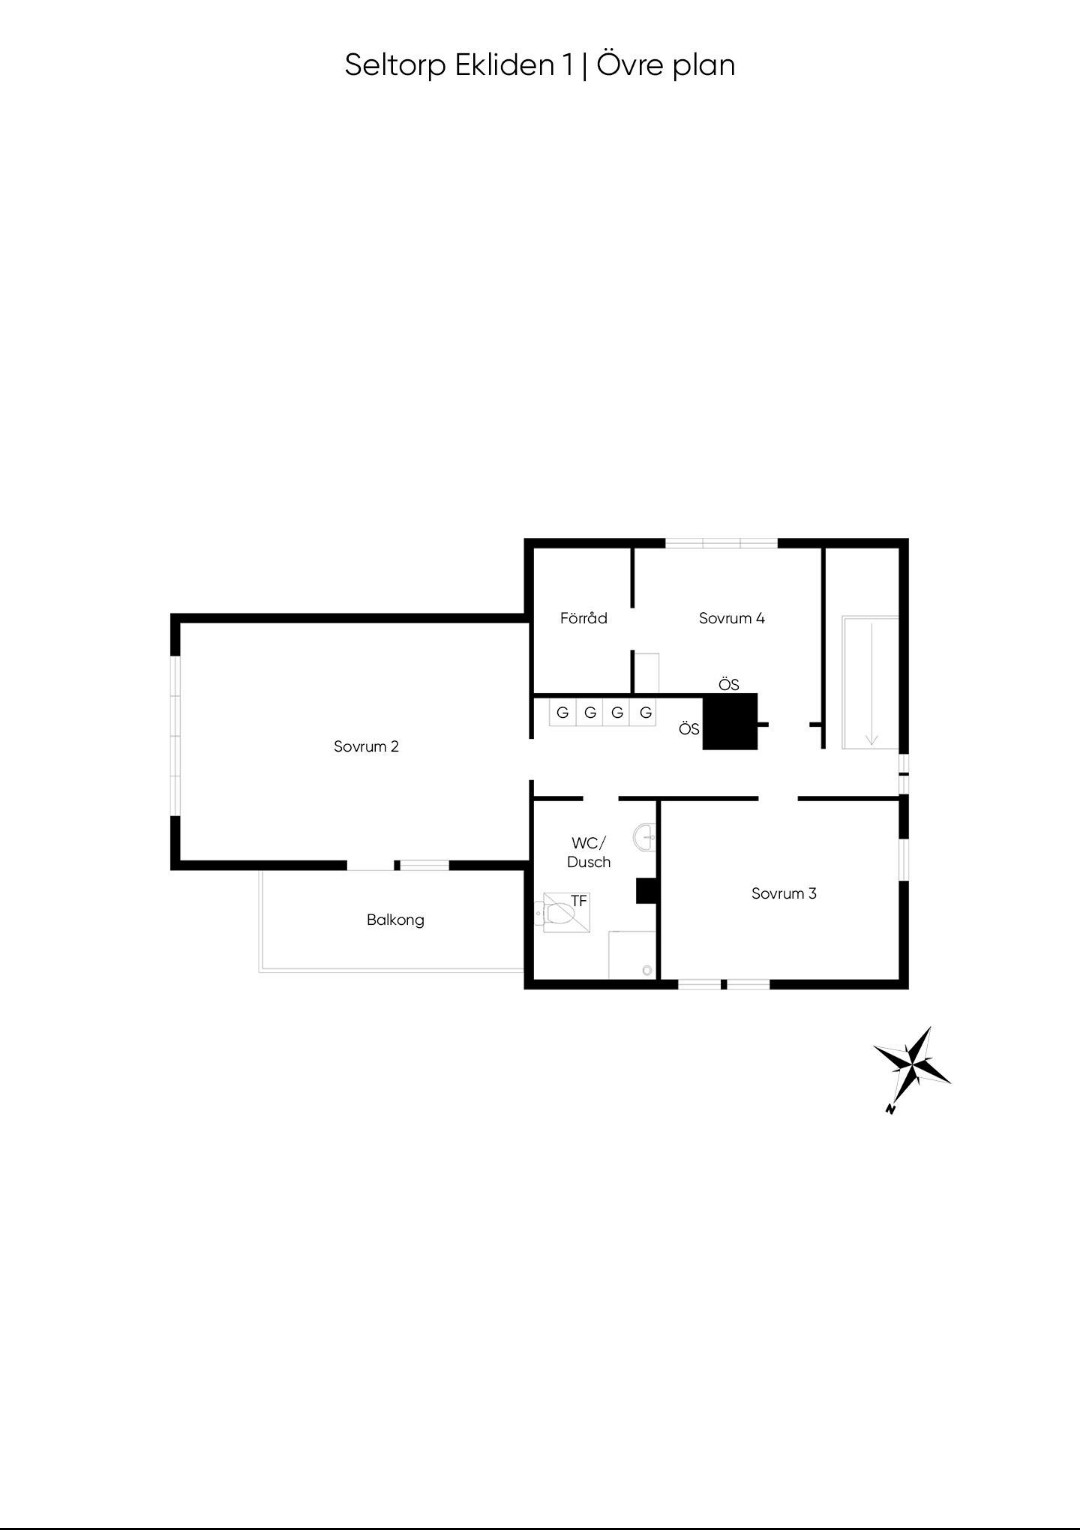 Seltorp Ekliden 1 | Övre plan
Förråd
Sovrum 4
ÖS
G G G G
ÖS
Sovrum 2
WC/
Dusch
TF
Sovrum 3
Balkong
N